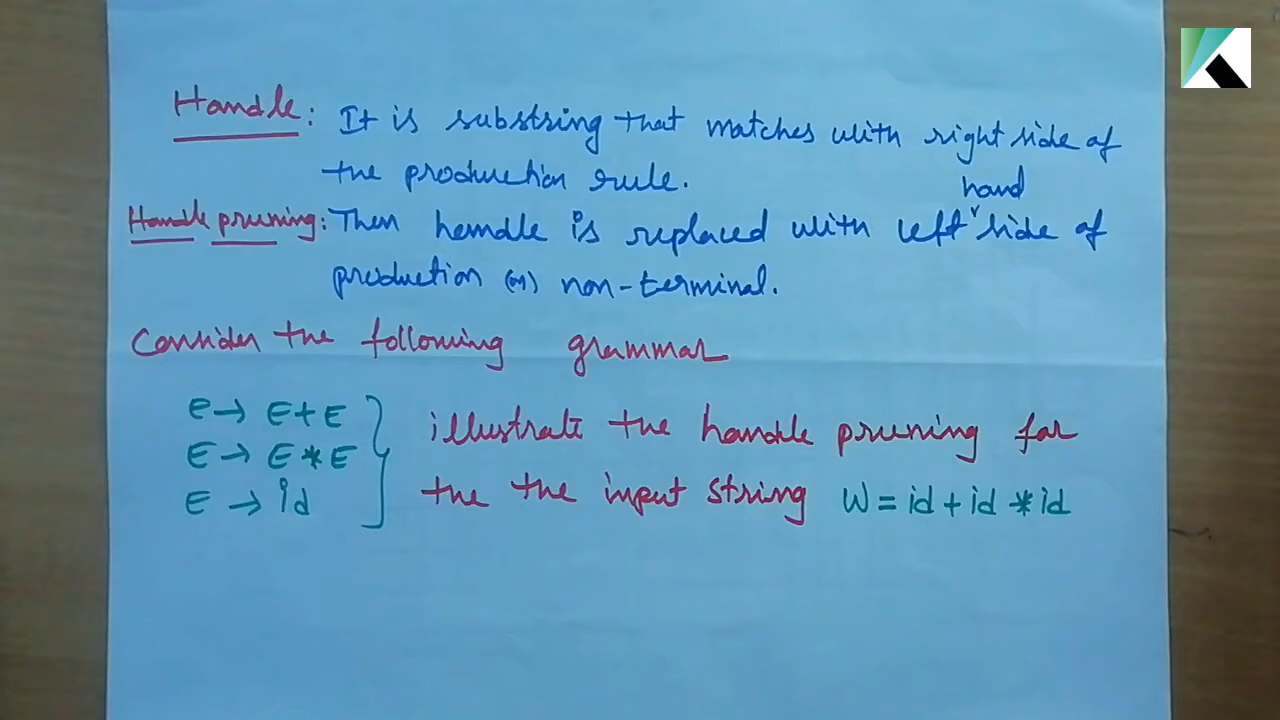 Handle: It is substring that matches with right side of
the production rule.
hand
Handle pruning: Then handle is replaced with left ˅ side of
production (or) non-terminal.
Consider the following grammar
e → E+E
E → E*E
E → id
illustrate the handle pruning for
the the input string W = id + id * id